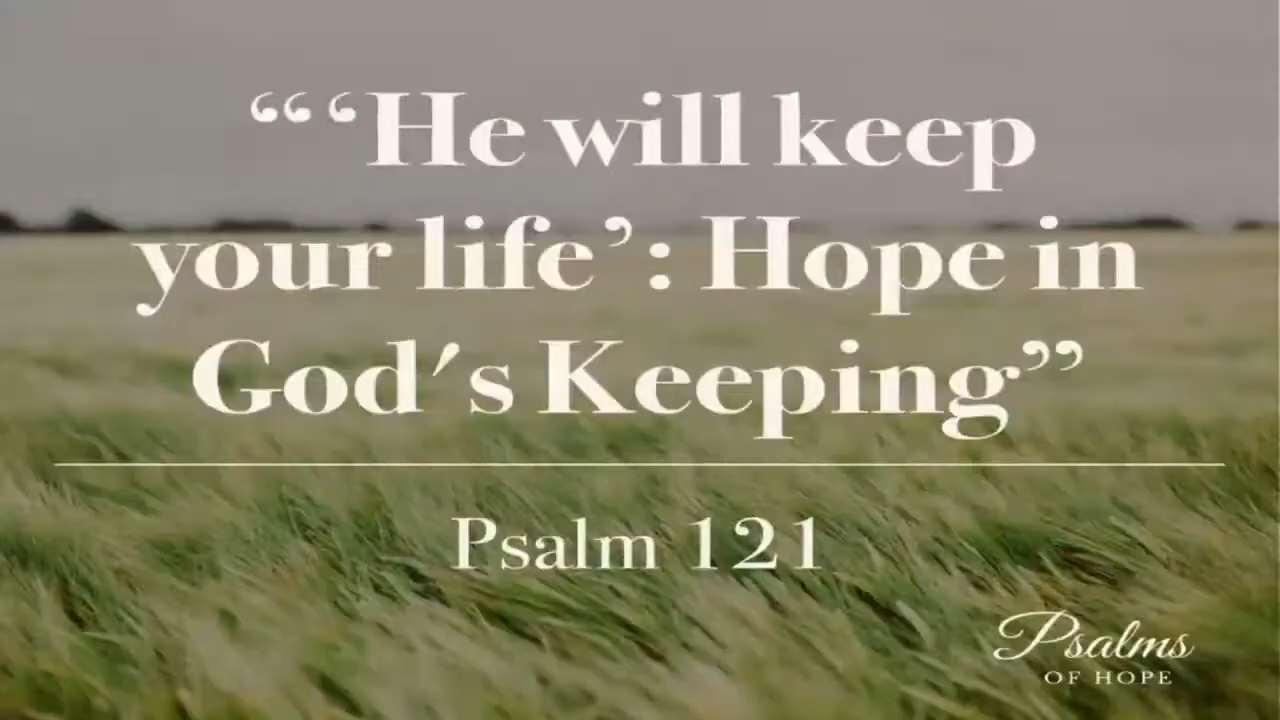 “‘He will keep
your life’: Hope in
God's Keeping”
Psalm 121
Psalms
OF HOPE